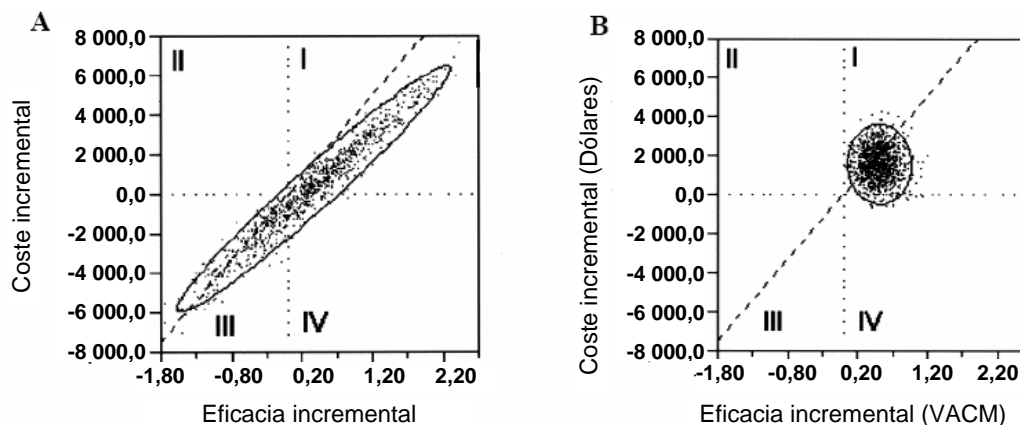 A
Coste incremental
8 000,0
6 000,0
4 000,0
2 000,0
0,0
-2 000,0
-4 000,0
-6 000,0
-8 000,0
II
I
III
IV
-1,80 -0,80 0,20 1,20 2,20
Eficacia incremental
B
Coste incremental (Dólares)
8 000,0
6 000,0
4 000,0
2 000,0
0,0
-2 000,0
-4 000,0
-6 000,0
-8 000,0
II
I
III
IV
-1,80 -0,80 0,20 1,20 2,20
Eficacia incremental (VACM)